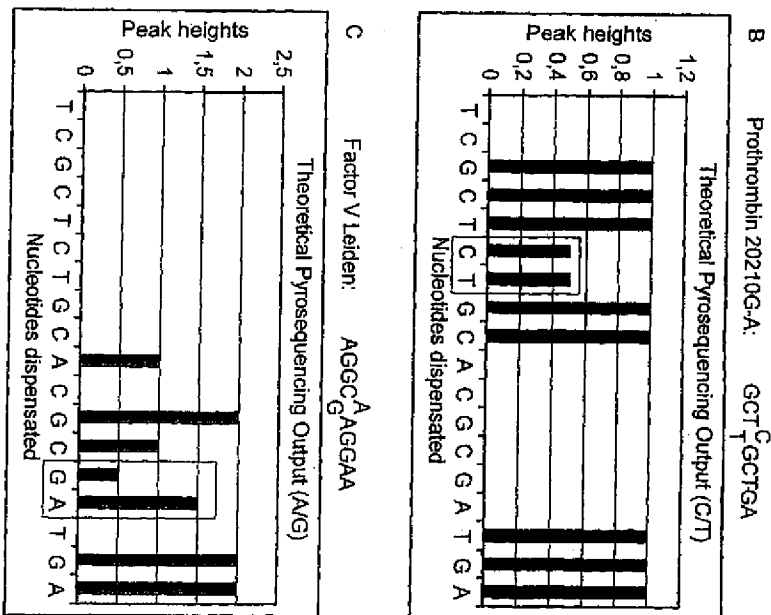 B Prothrombin 20210G-A: GCT C/T GCTGA
Theoretical Pyrosequencing Output (C/T)
Peak heights
1,2
1
0,8
0,6
0,4
0,2
0
T C G C T C T G C A C G C G A T G A
Nucleotides dispensated
C Factor V Leiden: AGGC A/G AGGAA
Theoretical Pyrosequencing Output (A/G)
Peak heights
2,5
2
1,5
1
0,5
0
T C G C T C T G C A C G C G A T G A
Nucleotides dispensated